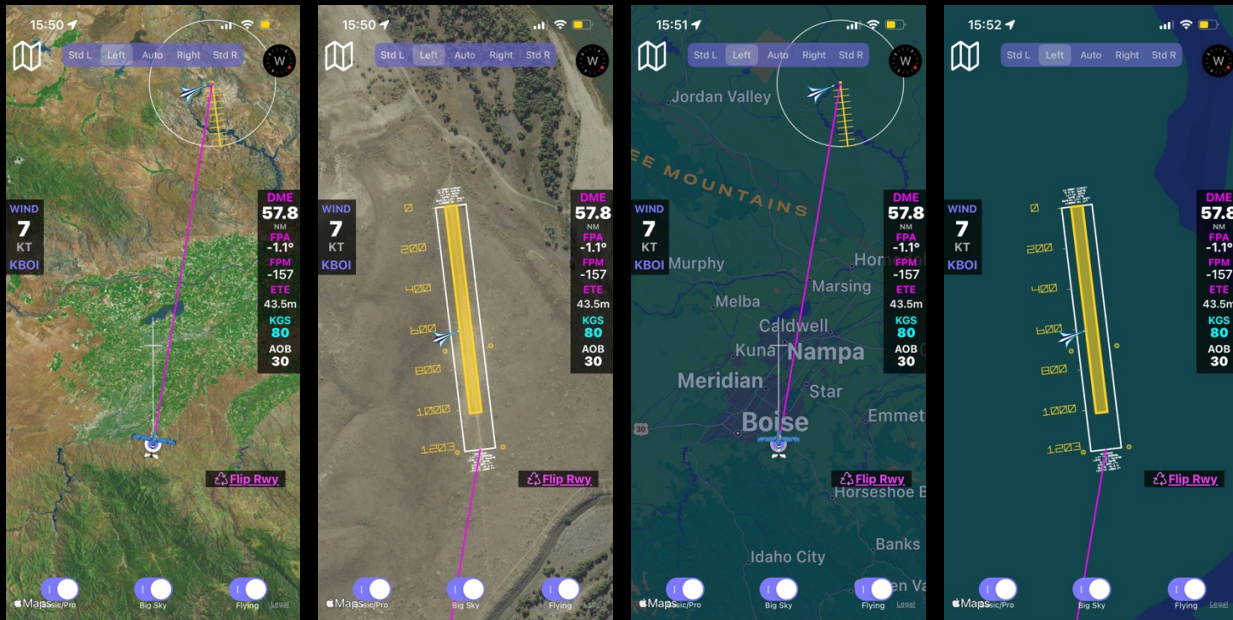 15:50
Std L Left Auto Right Std R
W
WIND
7
KT
KBOI
DME
57.8
NM
FPA
-1.1°
FPM
-157
ETE
43.5m
KGS
80
AOB
30
Flip Rwy
Maps
Big Sky
Flying
Legal
15:50
Std L Left Auto Right Std R
W
WIND
7
KT
KBOI
0
200
400
600
800
1000
1203
DME
57.8
NM
FPA
-1.1°
FPM
-157
ETE
43.5m
KGS
80
AOB
30
Flip Rwy
Maps
Big Sky
Flying
Legal
15:51
Std L Left Auto Right Std R
W
Jordan Valley
EE MOUNTAINS
WIND
7
KT
KBOI
Murphy
Melba
Marsing
Caldwell
Kuna
Nampa
Meridian
Star
Emmett
30
Boise
DME
57.8
NM
FPA
-1.1°
FPM
-157
ETE
43.5m
KGS
80
AOB
30
Flip Rwy
Horseshoe B
Banks
Idaho City
Maps
Big Sky
Flying
Legal
15:52
Std L Left Auto Right Std R
W
WIND
7
KT
KBOI
0
200
400
600
800
1000
1203
DME
57.8
NM
FPA
-1.1°
FPM
-157
ETE
43.5m
KGS
80
AOB
30
Flip Rwy
Maps
Big Sky
Flying
Legal